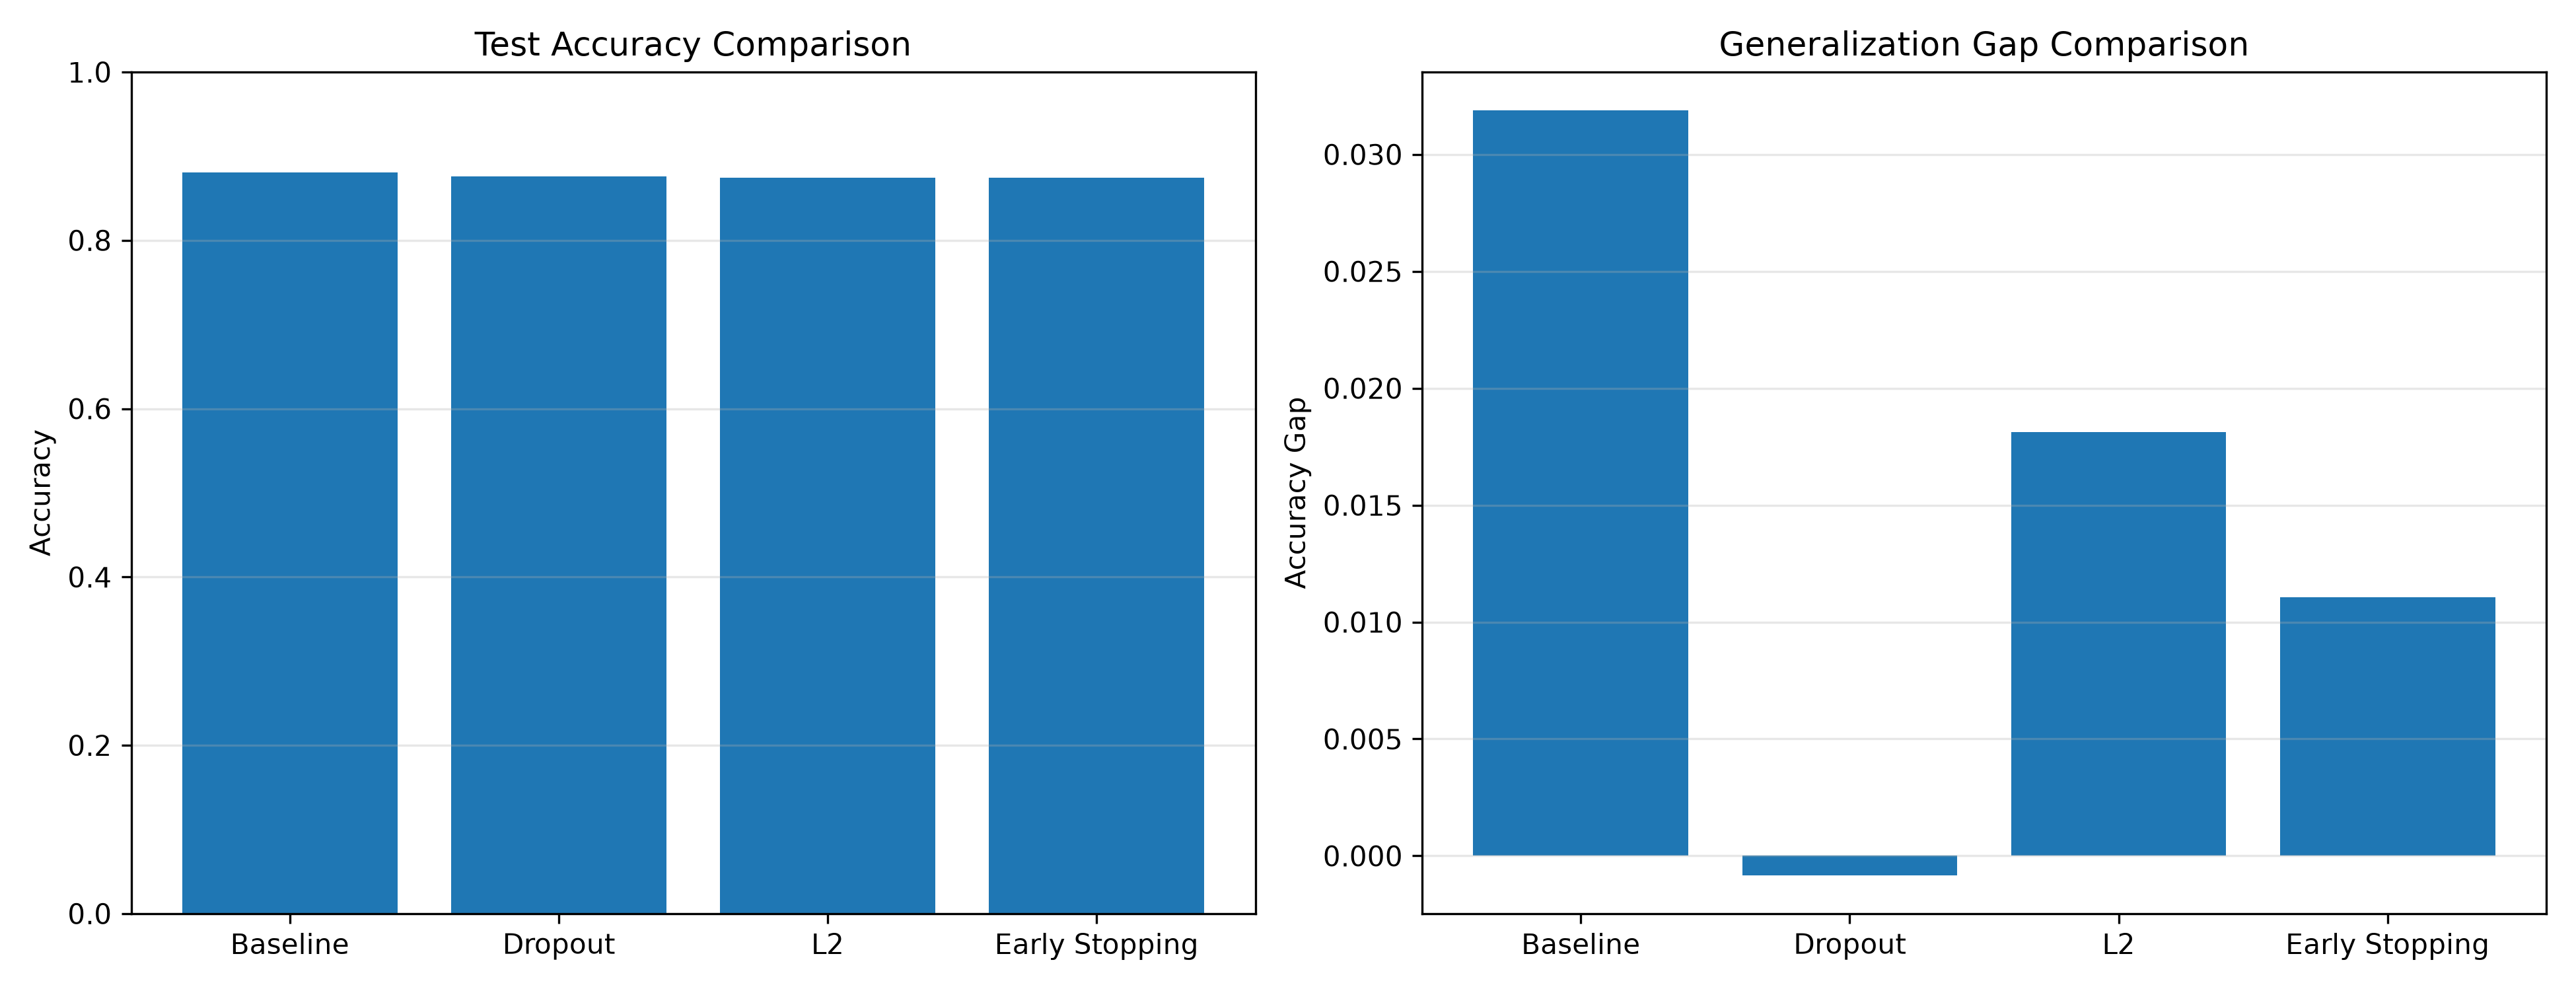 Test Accuracy Comparison
Accuracy
1.0
0.8
0.6
0.4
0.2
0.0
Baseline Dropout L2 Early Stopping
Generalization Gap Comparison
Accuracy Gap
0.030
0.025
0.020
0.015
0.010
0.005
0.000
Baseline Dropout L2 Early Stopping